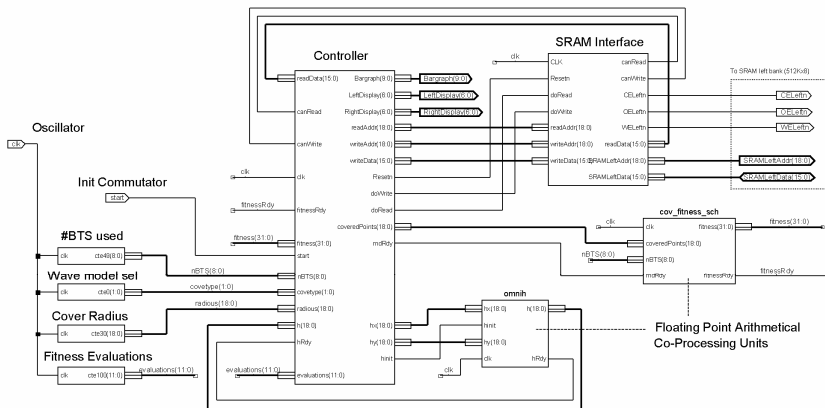 Controller
SRAM Interface
To SRAM left bank (512Kx8)
Oscillator
clk
Init Commutator
start
#BTS used
clk cte48(8:0)
nBTS(8:0)
Wave model sel
clk cte0(1:0)
covetype(1:0)
Cover Radius
clk cte30(18:0)
radious(18:0)
Fitness Evaluations
clk cte100(11:0)
evaluations(11:0)
evaluations(11:0)
clk
fitnessRdy
fitness(31:0)
readData(15:0)
canRead
canWrite
clk
fitnessRdy
fitness(31:0)
start
nBTS(8:0)
covetype(1:0)
radious(18:0)
h(18:0)
hRdy
evaluations(11:0)
Bargraph(9:0)
LeftDisplay(6:0)
RightDisplay(6:0)
readAddr(18:0)
writeAddr(18:0)
writeData(15:0)
Resetn
doWrite
doRead
coveredPoints(18:0)
mdRdy
hx(18:0)
hy(18:0)
hinit
Bargraph(9:0)
LeftDisplay(6:0)
RightDisplay(6:0)
clk
CLK
Resetn
doRead
doWrite
readAddr(18:0)
writeAddr(18:0)
writeData(15:0)
canRead
canWrite
CELeftn
OELeftn
WELeftn
readData(15:0)
SRAMLeftAddr(18:0)
SRAMLeftData(15:0)
CELeftn
OELeftn
WELeftn
SRAMLeftAddr(18:0)
SRAMLeftData(15:0)
cov_fitness_sch
clk
nBTS(8:0)
clk
coveredPoints(18:0)
nBTS(8:0)
mdRdy
fitness(31:0)
fitnessRdy
fitness(31:0)
fitnessRdy
omnih
hx(18:0)
hinit
hy(18:0)
clk
h(18:0)
hRdy
clk
Floating Point Arithmetical
Co-Processing Units